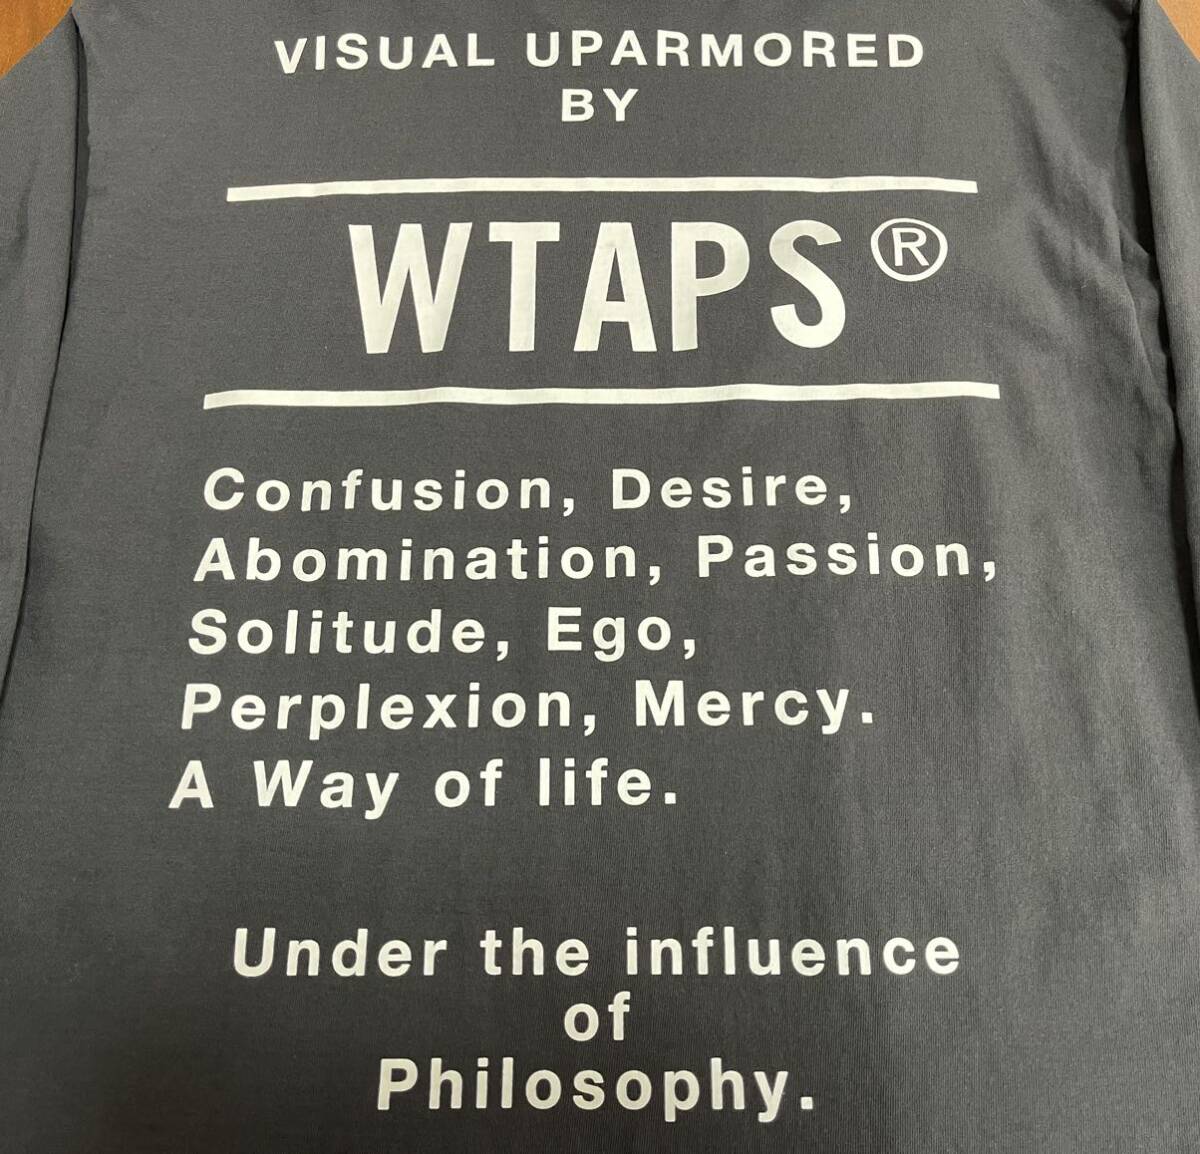 VISUAL UPARMORED
BY
WTAPS®
Confusion, Desire,
Abomination, Passion,
Solitude, Ego,
Perplexion, Mercy.
A Way of life.
Under the influence
of
Philosophy.